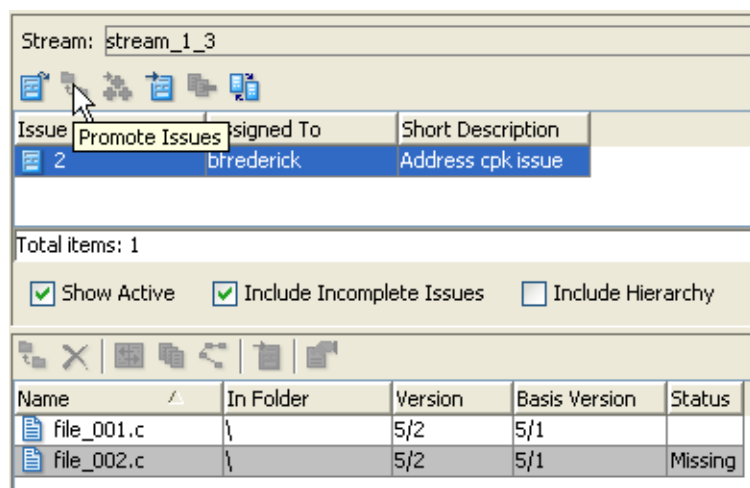 Stream: stream_1_3
Issue ssigned To Short Description
Promote Issues
2 bfrederick Address cpk issue
Total items: 1
Show Active Include Incomplete Issues Include Hierarchy
Name In Folder Version Basis Version Status
file_001.c \ 5/2 5/1
file_002.c \ 5/2 5/1 Missing